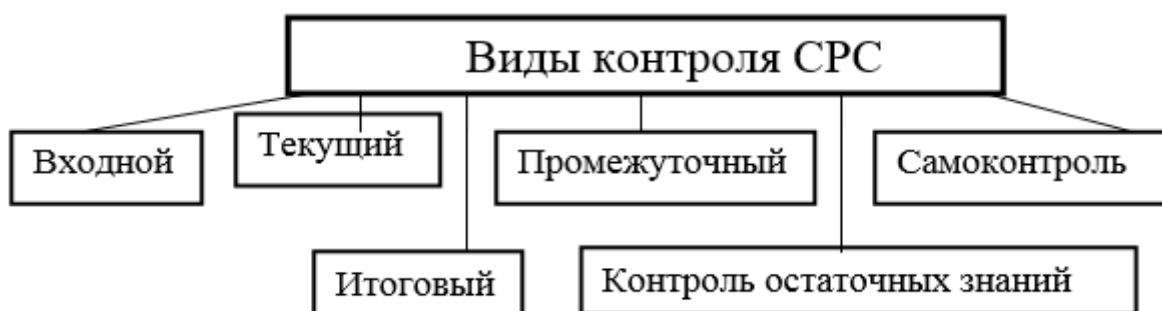 Виды контроля СРС
Входной
Текущий
Промежуточный
Самоконтроль
Итоговый
Контроль остаточных знаний